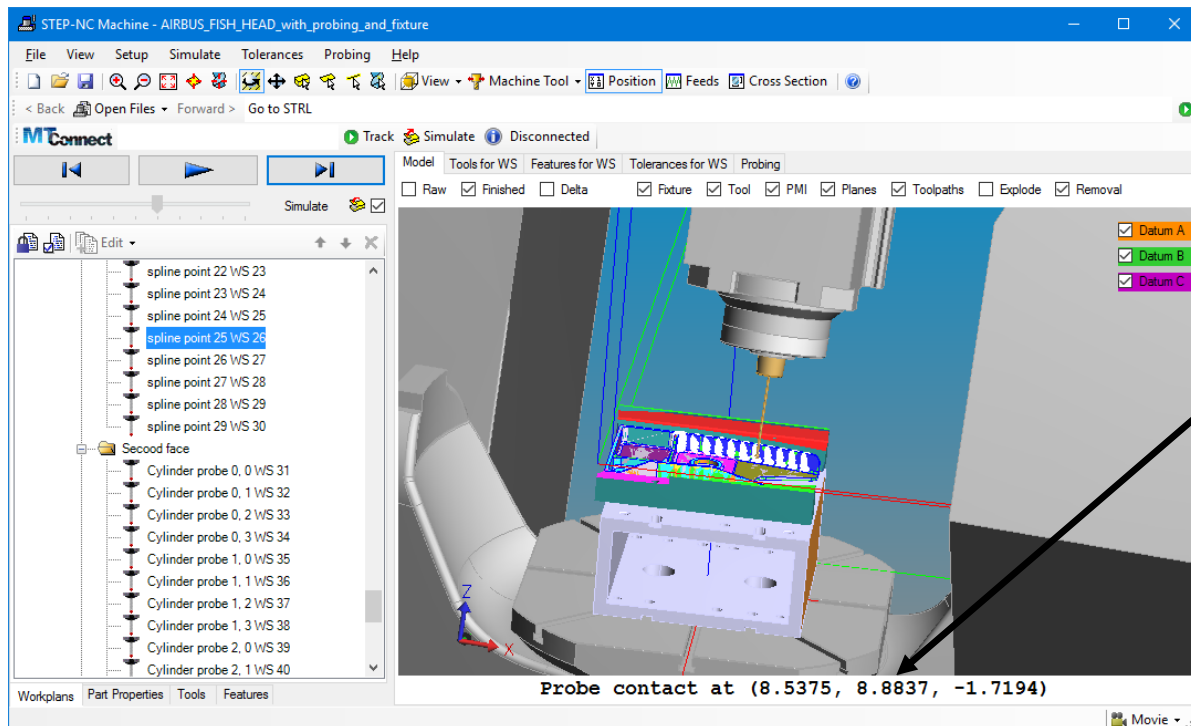 STEP-NC Machine - AIRBUS_FISH_HEAD_with_probing_and_fixture
File View Setup Simulate Tolerances Probing Help
View Machine Tool Position Feeds Cross Section
< Back Open Files Forward > Go to STRL
MTConnect Track Simulate Disconnected
Model Tools for WS Features for WS Tolerances for WS Probing
Raw Finished Delta Fixture Tool PMI Planes Toolpaths Explode Removal
Simulate
Edit
spline point 22 WS 23
spline point 23 WS 24
spline point 24 WS 25
spline point 25 WS 26
spline point 26 WS 27
spline point 27 WS 28
spline point 28 WS 29
spline point 29 WS 30
Secood face
Cylinder probe 0, 0 WS 31
Cylinder probe 0, 1 WS 32
Cylinder probe 0, 2 WS 33
Cylinder probe 0, 3 WS 34
Cylinder probe 1, 0 WS 35
Cylinder probe 1, 1 WS 36
Cylinder probe 1, 2 WS 37
Cylinder probe 1, 3 WS 38
Cylinder probe 2, 0 WS 39
Cylinder probe 2, 1 WS 40
Workplans Part Properties Tools Features
Datum A
Datum B
Datum C
Z
X
Probe contact at (8.5375, 8.8837, -1.7194)
Movie